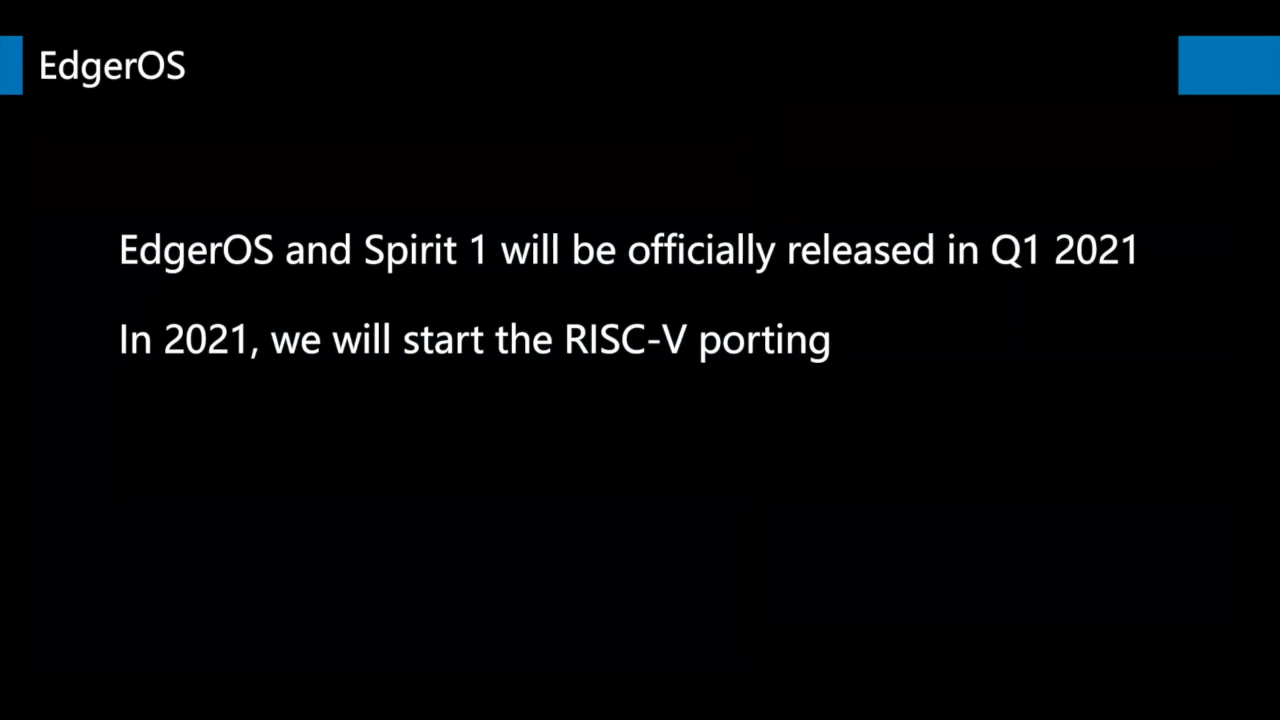 EdgerOS
EdgerOS and Spirit 1 will be officially released in Q1 2021
In 2021, we will start the RISC-V porting